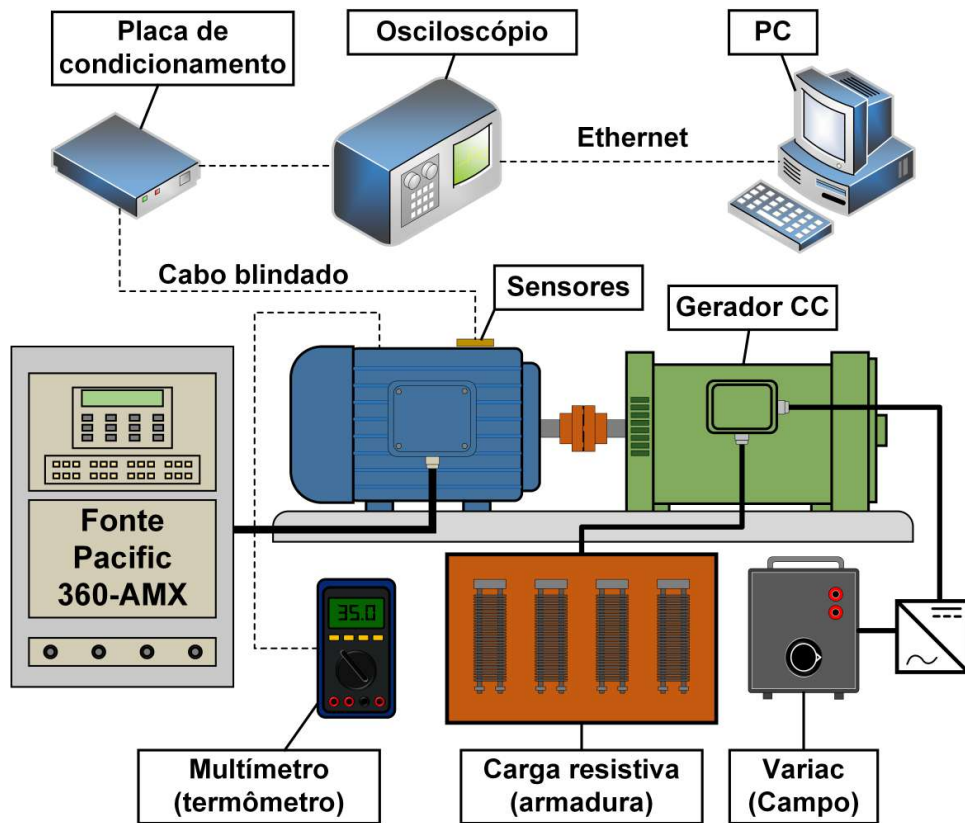 Placa de
condicionamento
Osciloscópio
PC
Ethernet
Cabo blindado
Sensores
Gerador CC
Fonte
Pacific
360-AMX
35.0
Multímetro
(termômetro)
Carga resistiva
(armadura)
Variac
(Campo)